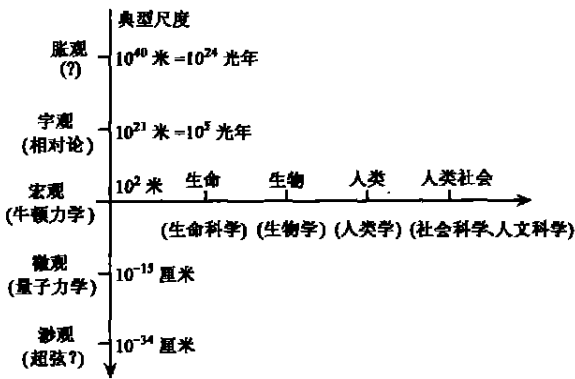 典型尺度
胀观
(?)
10⁴⁰ 米 =10²⁴ 光年
宇观
(相对论)
10²¹ 米 =10⁵ 光年
宏观
(牛顿力学)
10² 米
生命
生物
人类
人类社会
(生命科学)
(生物学)
(人类学)
(社会科学、人文科学)
微观
(量子力学)
10⁻¹⁵ 厘米
渺观
(超弦?)
10⁻³⁴ 厘米